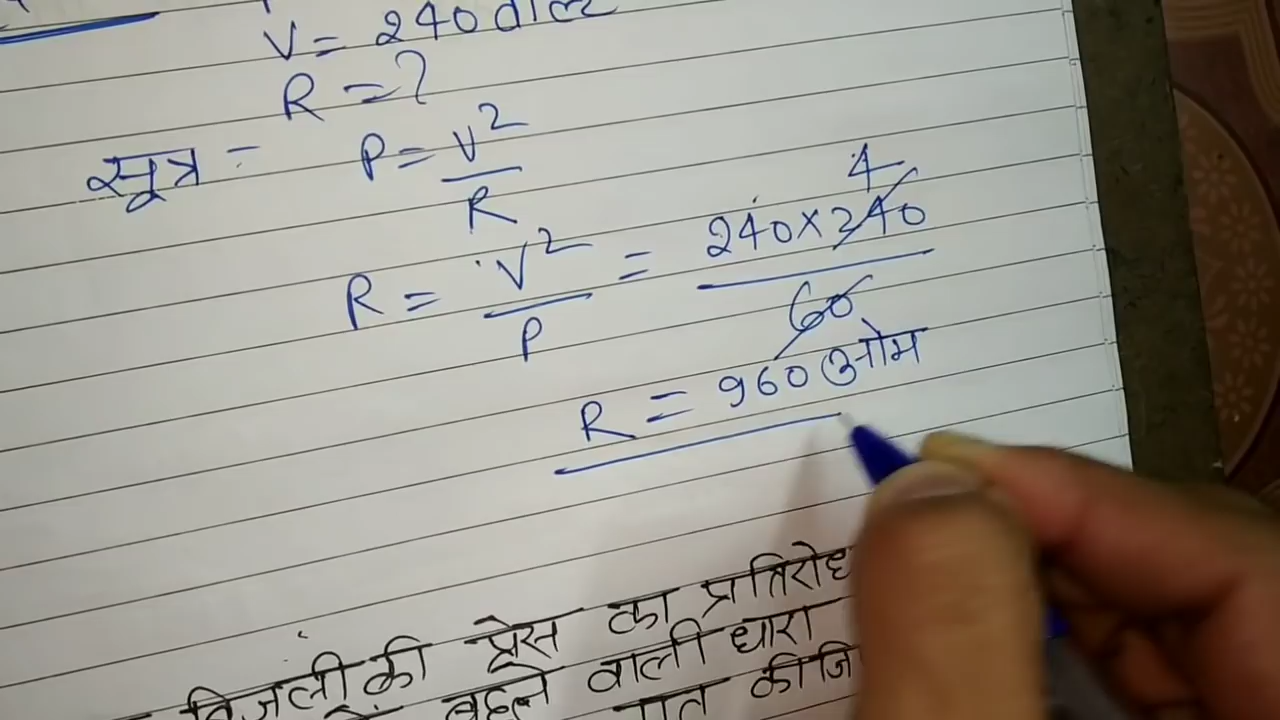 V = 240 वोल्ट
R = ?
सूत्र - P = V²/R
R = V²/P = 240×240/60 4
R = 960 ओम
बिजली की प्रेस का प्रतिरोध
बहने वाली धारा
कीजि